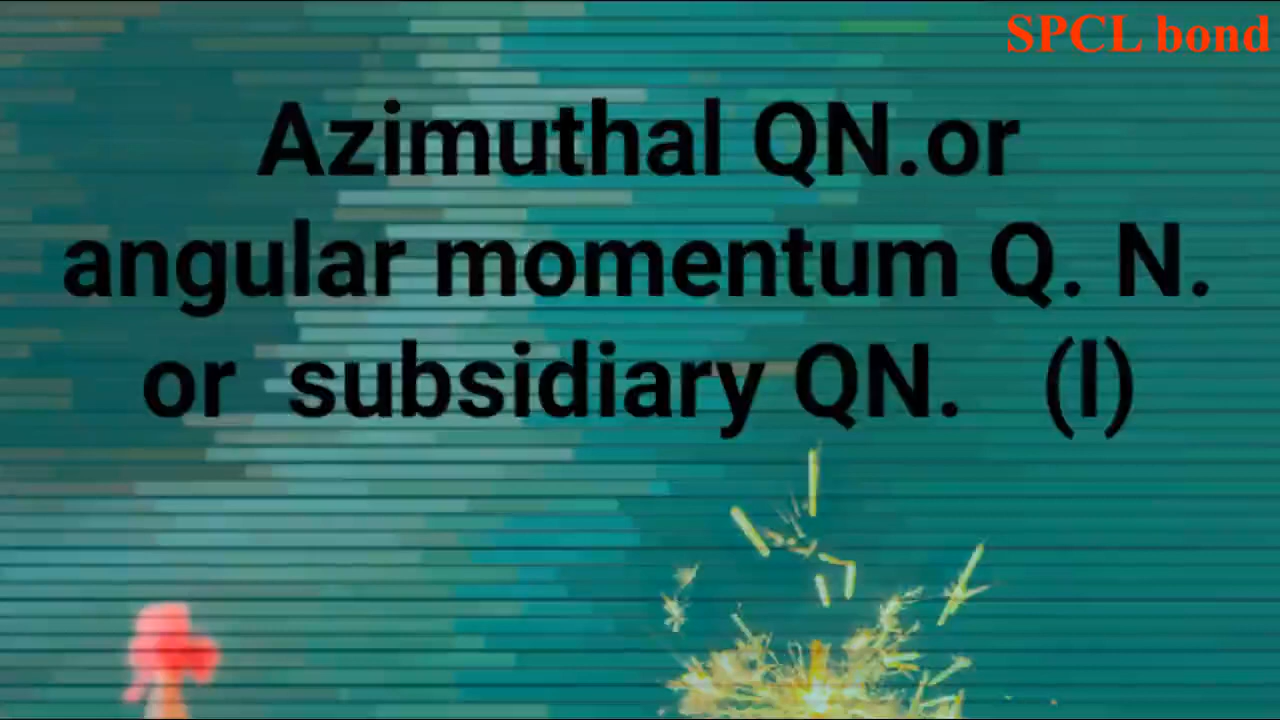 SPCL bond
Azimuthal QN.or
angular momentum Q. N.
or subsidiary QN. (l)